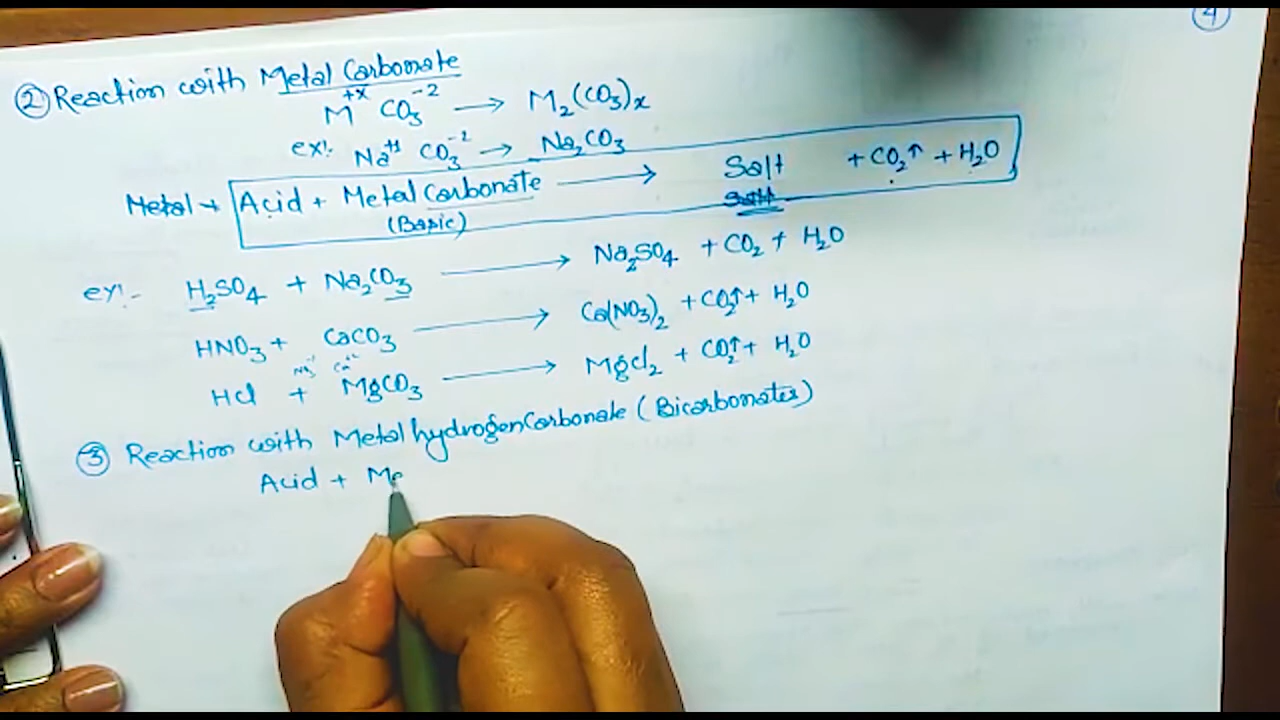 4
② Reaction with Metal Carbonate
M⁺ˣ CO₃⁻² → M₂(CO₃)ₓ
ex:- Na⁺¹ CO₃⁻² → Na₂CO₃
Metal + Acid + Metal Carbonate → Salt + CO₂↑ + H₂O
(Basic)
ex:- H₂SO₄ + Na₂CO₃ → Na₂SO₄ + CO₂ + H₂O
HNO₃ + CaCO₃ → Ca(NO₃)₂ + CO₂↑ + H₂O
HCl + MgCO₃ → Mgcl₂ + CO₂↑ + H₂O
③ Reaction with Metal hydrogen Carbonate (Bicarbonates)
Acid + Me